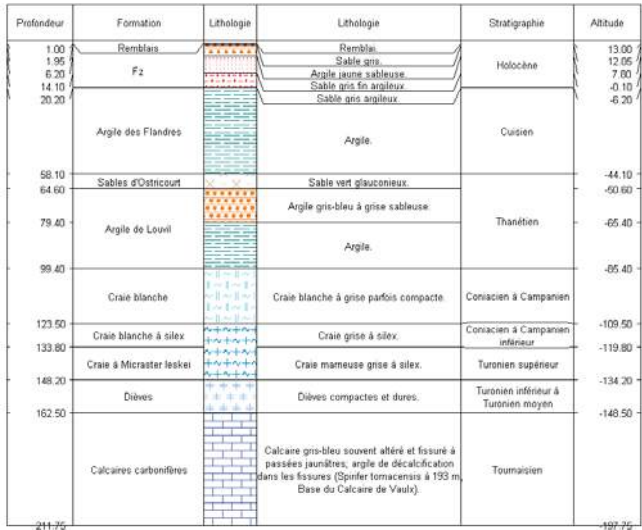 Profondeur Formation Lithologie Lithologie Stratigraphie Altitude
1.00 Remblais Remblai. 13.00
1.95 Sable gris. 12.05
6.20 Fz Argile jaune sableuse. Holocène 7.80
14.10 Sable gris fin argileux. -0.10
20.20 Sable gris argileux. -6.20
Argile des Flandres Argile. Cuisien
58.10 -44.10
Sables d'Ostricourt Sable vert glauconieux.
64.60 -50.60
Argile gris-bleu à grise sableuse.
79.40 Argile de Louvil Thanétien -65.40
Argile.
99.40 -85.40
Craie blanche Craie blanche à grise parfois compacte. Coniacien à Campanien
123.50 -109.50
Craie blanche à silex Craie grise à silex. Coniacien à Campanien
inférieur
133.80 -119.80
Craie à Micraster leskei Craie marneuse grise à silex. Turonien supérieur
148.20 -134.20
Dièves Dièves compactes et dures. Turonien inférieur à
Turonien moyen
162.50 -148.50
Calcaires carbonifères Calcaire gris-bleu souvent altéré et fissuré à
passées jaunâtres; argile de décalcification
dans les fissures (Spirifer tornacensis à 193 m, Tournaisien
Base du Calcaire de Vaulx).
211.75 -197.75